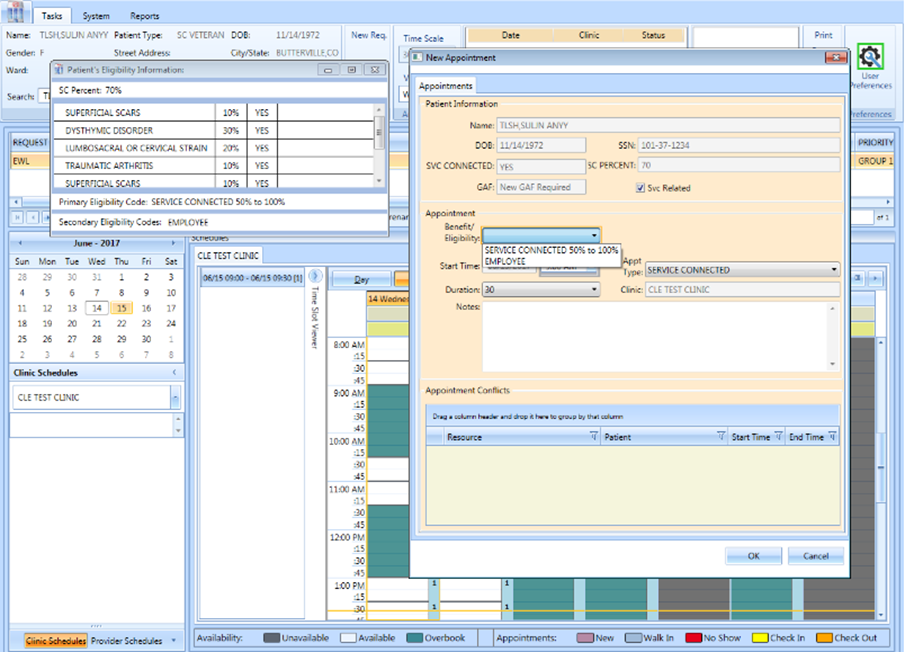 Tasks System Reports
Name: TLSH,SULIN ANYY Patient Type: SC VETERAN DOB: 11/14/1972 New Req. Time Scale Date Clinic Status Print
Gender: F Street Address: City/State: BUTTERVILLE,CO
Ward:
Search:
User
Preferences
Preferences
Patient's Eligibility Information:
SC Percent: 70%
SUPERFICIAL SCARS 10% YES
DYSTHYMIC DISORDER 30% YES
LUMBOSACRAL OR CERVICAL STRAIN 20% YES
TRAUMATIC ARTHRITIS 10% YES
SUPERFICIAL SCARS 10% YES
Primary Eligibility Code: SERVICE CONNECTED 50% to 100%
Secondary Eligibility Codes: EMPLOYEE
REQUEST PRIORITY
EWL GROUP 1
of 1
New Appointment
Appointments
Patient Information
Name: TLSH,SULIN ANYY
DOB: 11/14/1972 SSN: 101-37-1234
SVC CONNECTED: YES SC PERCENT: 70
GAF: New GAF Required Svc Related
Appointment
Benefit/
Eligibility:
SERVICE CONNECTED 50% to 100%
EMPLOYEE
Start Time: Appt
Type: SERVICE CONNECTED
Duration: 30 Clinic: CLE TEST CLINIC
Notes:
Appointment Conflicts
Drag a column header and drop it here to group by that column
Resource Patient Start Time End Time
OK Cancel
June - 2017
Sun Mon Tue Wed Thu Fri Sat
28 29 30 31 1 2 3
4 5 6 7 8 9 10
11 12 13 14 15 16 17
18 19 20 21 22 23 24
25 26 27 28 29 30 1
2 3 4 5 6 7 8
Clinic Schedules
CLE TEST CLINIC
Schedules
CLE TEST CLINIC
06/15 09:00 - 06/15 09:30 [1]
Time Slot Viewer
Day
14 Wednes
8:00 AM
:15
:30
:45
9:00 AM
:15
:30
:45
10:00 AM
:15
:30
:45
11:00 AM
:15
:30
:45
12:00 PM
:15
:30
:45
1:00 PM 1 1
:15
:30 1 1
Clinic Schedules Provider Schedules
Availability: Unavailable Available Overbook Appointments: New Walk In No Show Check In Check Out